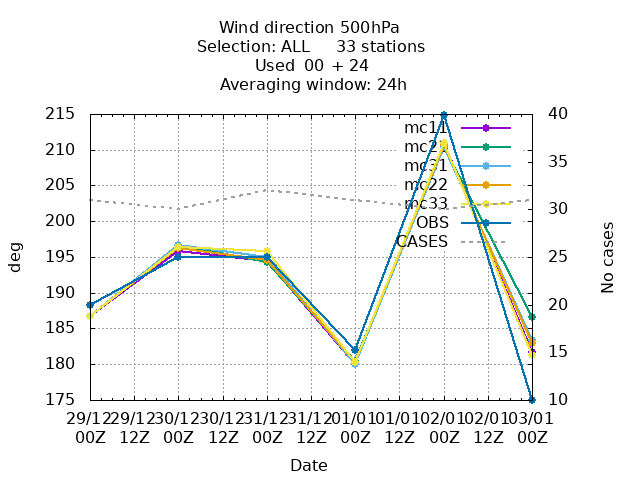 Wind direction 500hPa
Selection: ALL 33 stations
Used 00 + 24
Averaging window: 24h
deg
215
210
205
200
195
190
185
180
175
40
35
30
25
20
15
10
No cases
mc11
mc21
mc31
mc22
mc33
OBS
CASES
29/12 29/12 30/12 30/12 31/12 31/12 01/01 01/01 02/01 02/01 03/01
00Z 12Z 00Z 12Z 00Z 12Z 00Z 12Z 00Z 12Z 00Z
Date